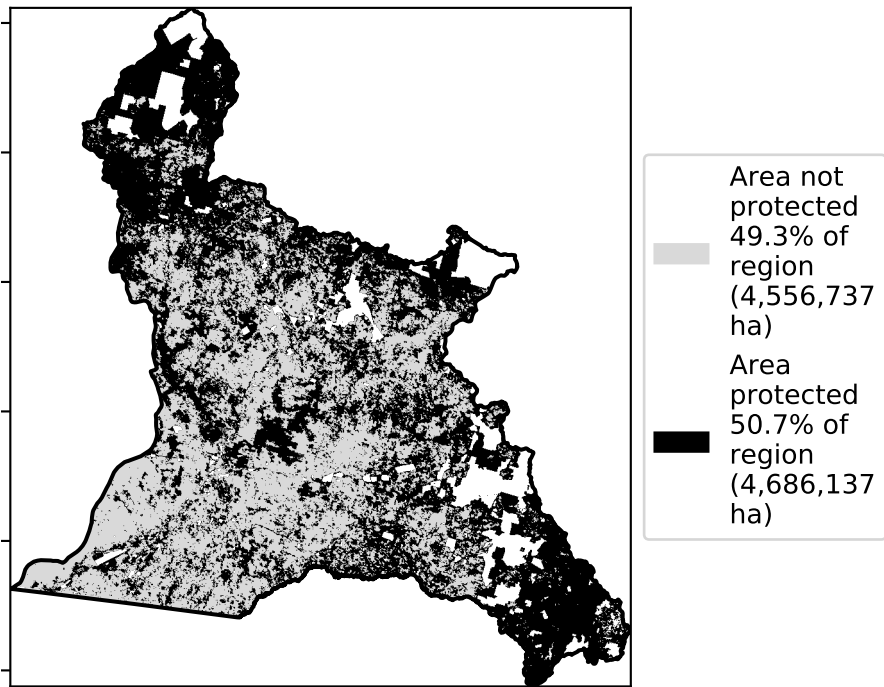 Area not
protected
49.3% of
region
(4,556,737
ha)
Area
protected
50.7% of
region
(4,686,137
ha)